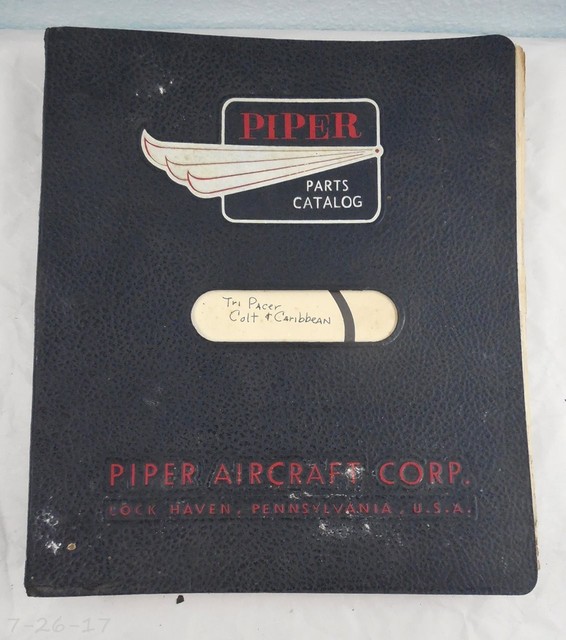 PIPER
PARTS
CATALOG
Tri Pacer
Colt & Caribbean
PIPER AIRCRAFT CORP.
LOCK HAVEN, PENNSYLVANIA, U.S.A.
7-26-17